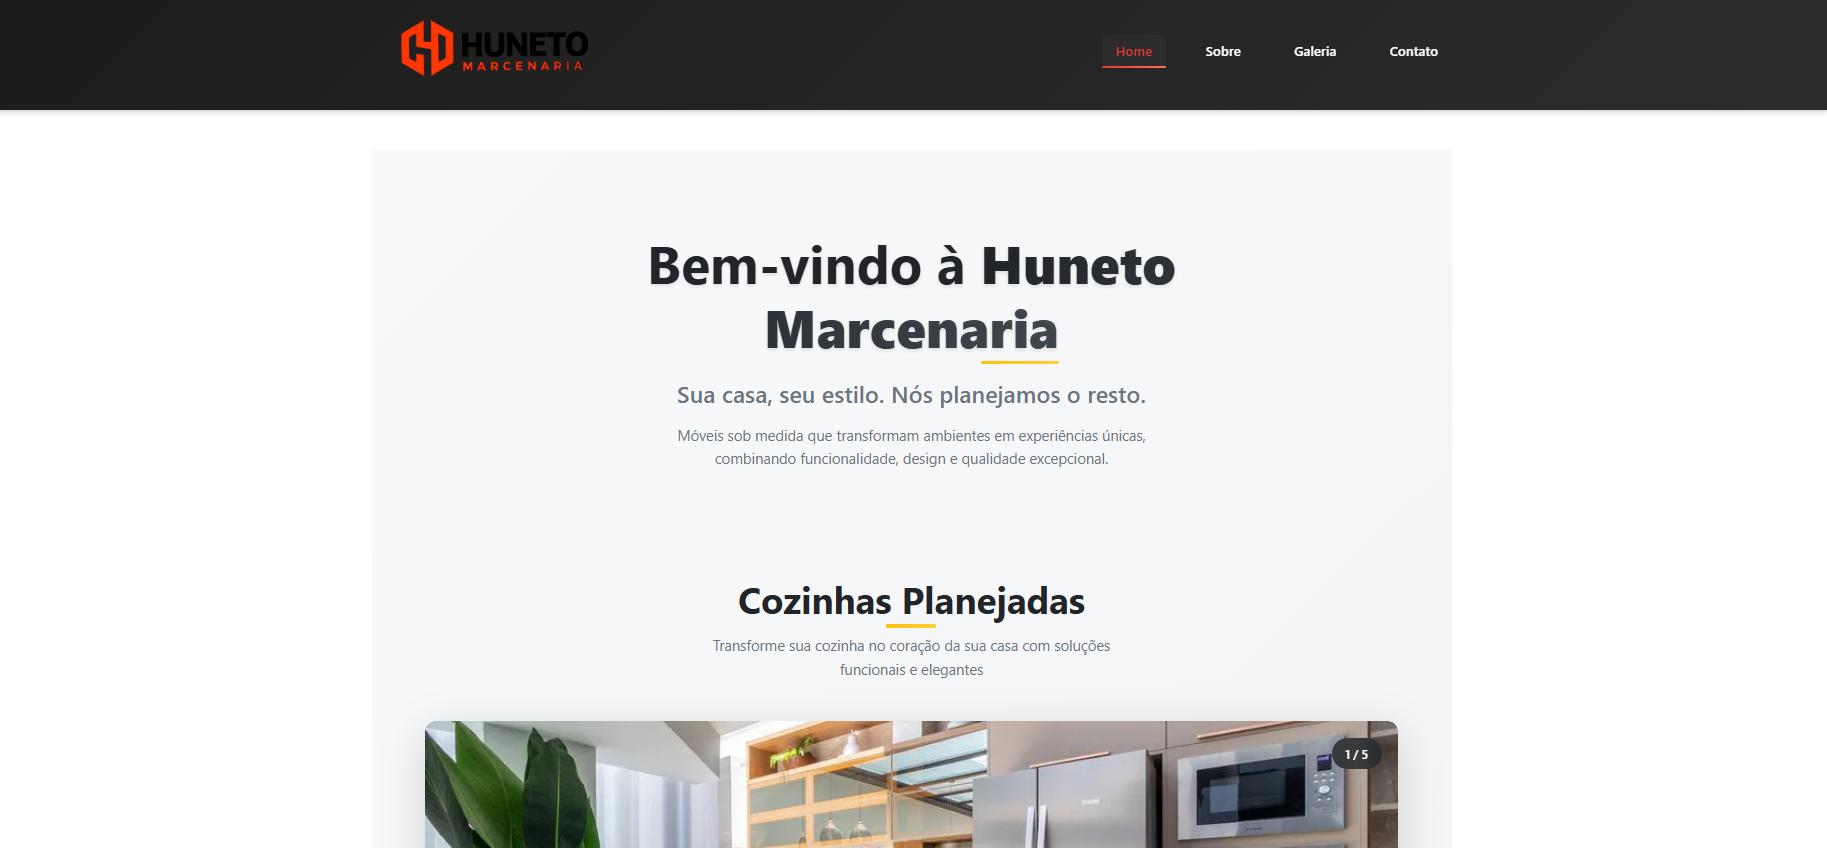 HUNETO
MARCENARIA
Home Sobre Galeria Contato
Bem-vindo à Huneto
Marcenaria
Sua casa, seu estilo. Nós planejamos o resto.
Móveis sob medida que transformam ambientes em experiências únicas,
combinando funcionalidade, design e qualidade excepcional.
Cozinhas Planejadas
Transforme sua cozinha no coração da sua casa com soluções
funcionais e elegantes
1 / 5